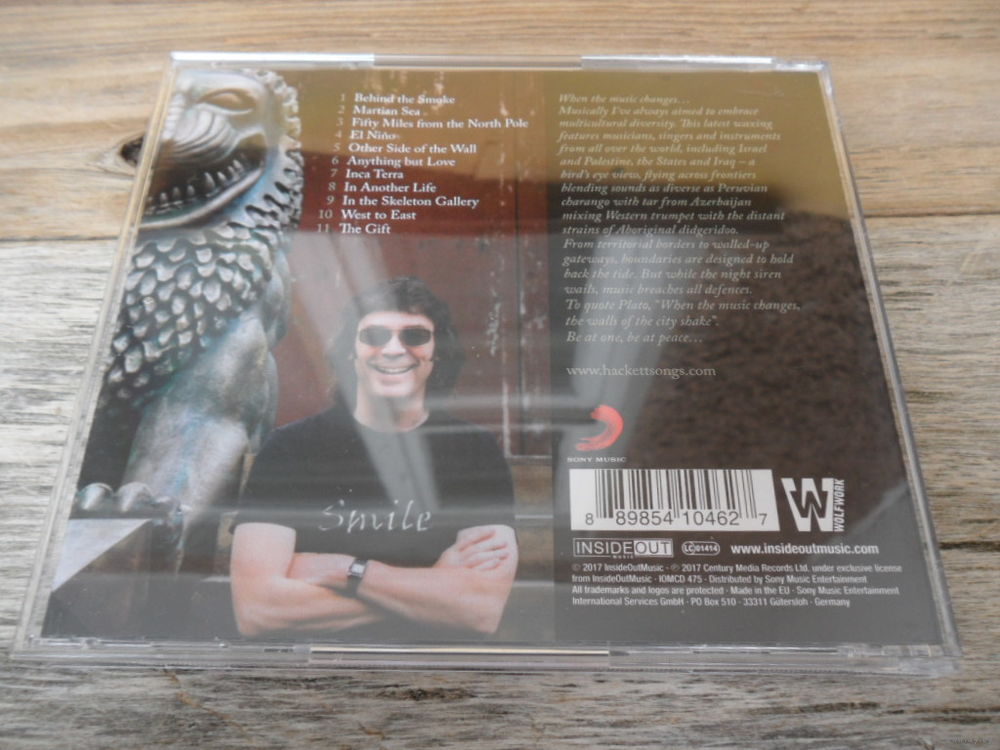 1 Behind the Smoke
2 Martian Sea
3 Fifty Miles from the North Pole
4 El Niño
5 Other Side of the Wall
6 Anything but Love
7 Inca Terra
8 In Another Life
9 In the Skeleton Gallery
10 West to East
11 The Gift
When the music changes...
Musically I've always aimed to embrace
multicultural diversity. This latest waxing
features musicians, singers and instruments
from all over the world, including Israel
and Palestine, the States and Iraq – a
bird's eye view, flying across frontiers
blending sounds as diverse as Peruvian
charango with tar from Azerbaijan
mixing Western trumpet with the distant
strains of Aboriginal didgeridoo.
From territorial borders to walled-up
gateways, boundaries are designed to hold
back the tide. But while the night siren
wails, music breaches all defences.
To quote Plato, "When the music changes,
the walls of the city shake".
Be at one, be at peace...
www.hackettsongs.com
SONY MUSIC
Smile
8 89854 10462 7
W
WOLFWORK
INSIDEOUT
MUSIC
LC 01414
www.insideoutmusic.com
© 2017 InsideOutMusic · ℗ 2017 Century Media Records Ltd. under exclusive license
from InsideOutMusic · IOMCD 475 · Distributed by Sony Music Entertainment
All trademarks and logos are protected · Made in the EU · Sony Music Entertainment
International Services GmbH · PO Box 510 · 33311 Gütersloh · Germany